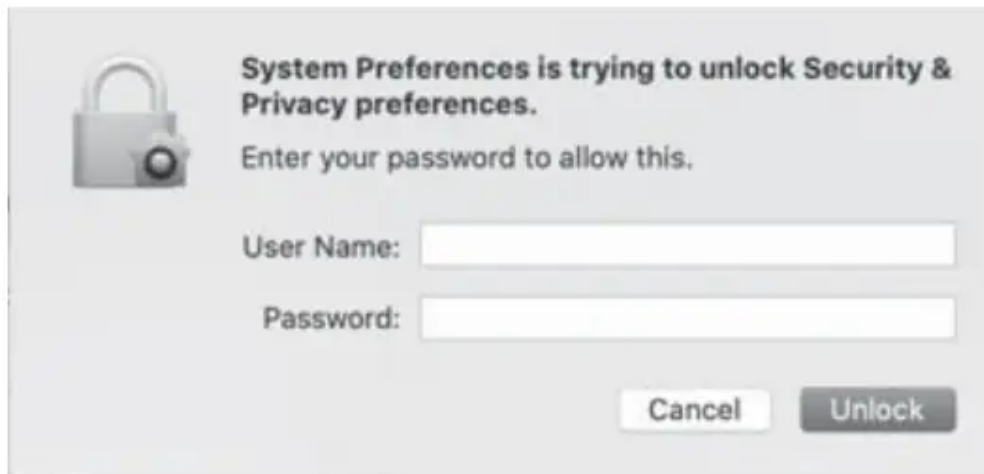 System Preferences is trying to unlock Security &
Privacy preferences.
Enter your password to allow this.
User Name:
Password:
Cancel
Unlock